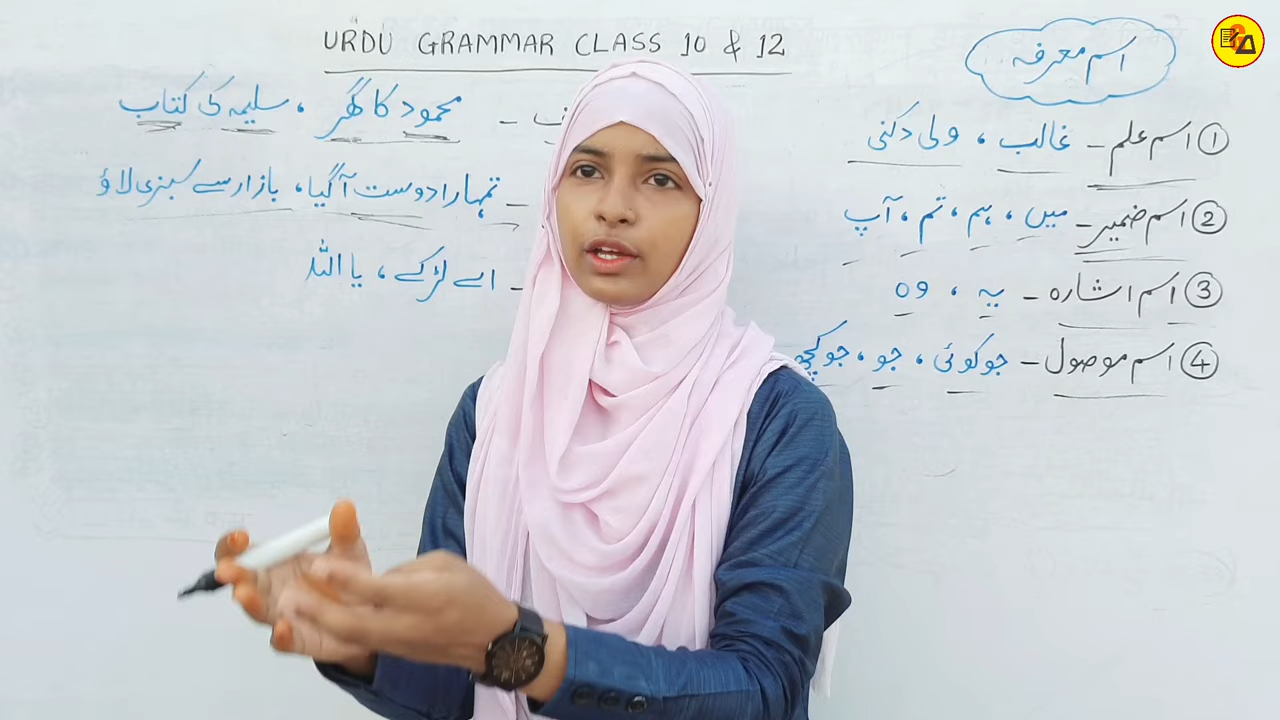 URDU GRAMMAR CLASS 10 & 12
اسم معرفہ
① اسم علم - غالب ، ولی دکنی
② اسم ضمیر - میں ، ہم ، تم ، آپ
③ اسم اشارہ - یہ ، وہ
④ اسم موصول - جو کوئی ، جو ، جو کچھ
ف - محمود کا گھر ، سلیمہ کی کتاب
- تمہارا دوست آگیا ، بازار سے سبزی لاؤ
- اے لڑکے ، یا اللہ